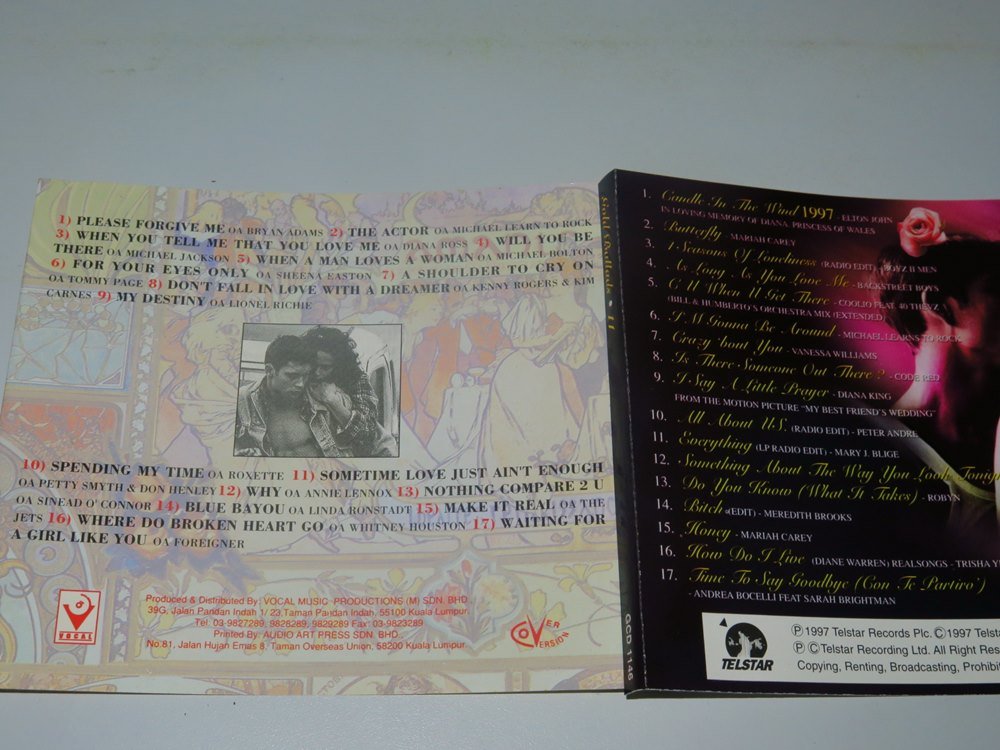 1) PLEASE FORGIVE ME OA BRYAN ADAMS 2) THE ACTOR OA MICHAEL LEARN TO ROCK
3) WHEN YOU TELL ME THAT YOU LOVE ME OA DIANA ROSS 4) WILL YOU BE
THERE OA MICHAEL JACKSON 5) WHEN A MAN LOVES A WOMAN OA MICHAEL BOLTON
6) FOR YOUR EYES ONLY OA SHEENA EASTON 7) A SHOULDER TO CRY ON
OA TOMMY PAGE 8) DON'T FALL IN LOVE WITH A DREAMER OA KENNY ROGERS & KIM
CARNES 9) MY DESTINY OA LIONEL RICHIE
10) SPENDING MY TIME OA ROXETTE 11) SOMETIME LOVE JUST AIN'T ENOUGH
OA PETTY SMYTH & DON HENLEY 12) WHY OA ANNIE LENNOX 13) NOTHING COMPARE 2 U
OA SINEAD O' CONNOR 14) BLUE BAYOU OA LINDA RONSTADT 15) MAKE IT REAL OA THE
JETS 16) WHERE DO BROKEN HEART GO OA WHITNEY HOUSTON 17) WAITING FOR
A GIRL LIKE YOU OA FOREIGNER
VOCAL
Produced & Distributed By: VOCAL MUSIC PRODUCTIONS (M) SDN. BHD.
39G, Jalan Pandan Indah 1/ 23,Taman Pandan Indah, 55100 Kuala Lumpur.
Tel: 03-9827289, 9828289, 9829289 Fax: 03-9823289
Printed By: AUDIO ART PRESS SDN. BHD.
No.81, Jalan Hujan Emas 8, Taman Overseas Union, 58200 Kuala Lumpur.
COVER
VERSION
GCD 1146
1. Candle In The Wind 1997 - ELTON JOHN
IN LOVING MEMORY OF DIANA, PRINCESS OF WALES
2. Butterfly - MARIAH CAREY
3. 4 Seasons Of Loneliness (RADIO EDIT) - BOYZ II MEN
4. As Long As You Love Me - BACKSTREET BOYS
5. C U When U Get There - COOLIO FEAT. 40 THEVZ
(BILL & HUMBERTO'S ORCHESTRA MIX (EXTENDED)
6. I'M Gonna Be Around - MICHAEL LEARNS TO ROCK
7. Crazy 'bout You - VANESSA WILLIAMS
8. Is There Someone Out There? - CODE RED
9. I Say A Little Prayer - DIANA KING
FROM THE MOTION PICTURE "MY BEST FRIEND'S WEDDING"
10. All About US. (RADIO EDIT) - PETER ANDRE
11. Everything (LP RADIO EDIT) - MARY J. BLIGE
12. Something About The Way You Look Tonig
13. Do You Know (What It Takes) - ROBYN
14. Bitch (EDIT) - MEREDITH BROOKS
15. Honey - MARIAH CAREY
16. How Do I Live (DIANE WARREN) REALSONGS - TRISHA Y
17. Time To Say Goodbye (Con Te Partiro')
- ANDREA BOCELLI FEAT SARAH BRIGHTMAN
TELSTAR
Ⓟ 1997 Telstar Records Plc. © 1997 Telst
Ⓟ © Telstar Recording Ltd. All Right Res
Copying, Renting, Broadcasting, Prohibit